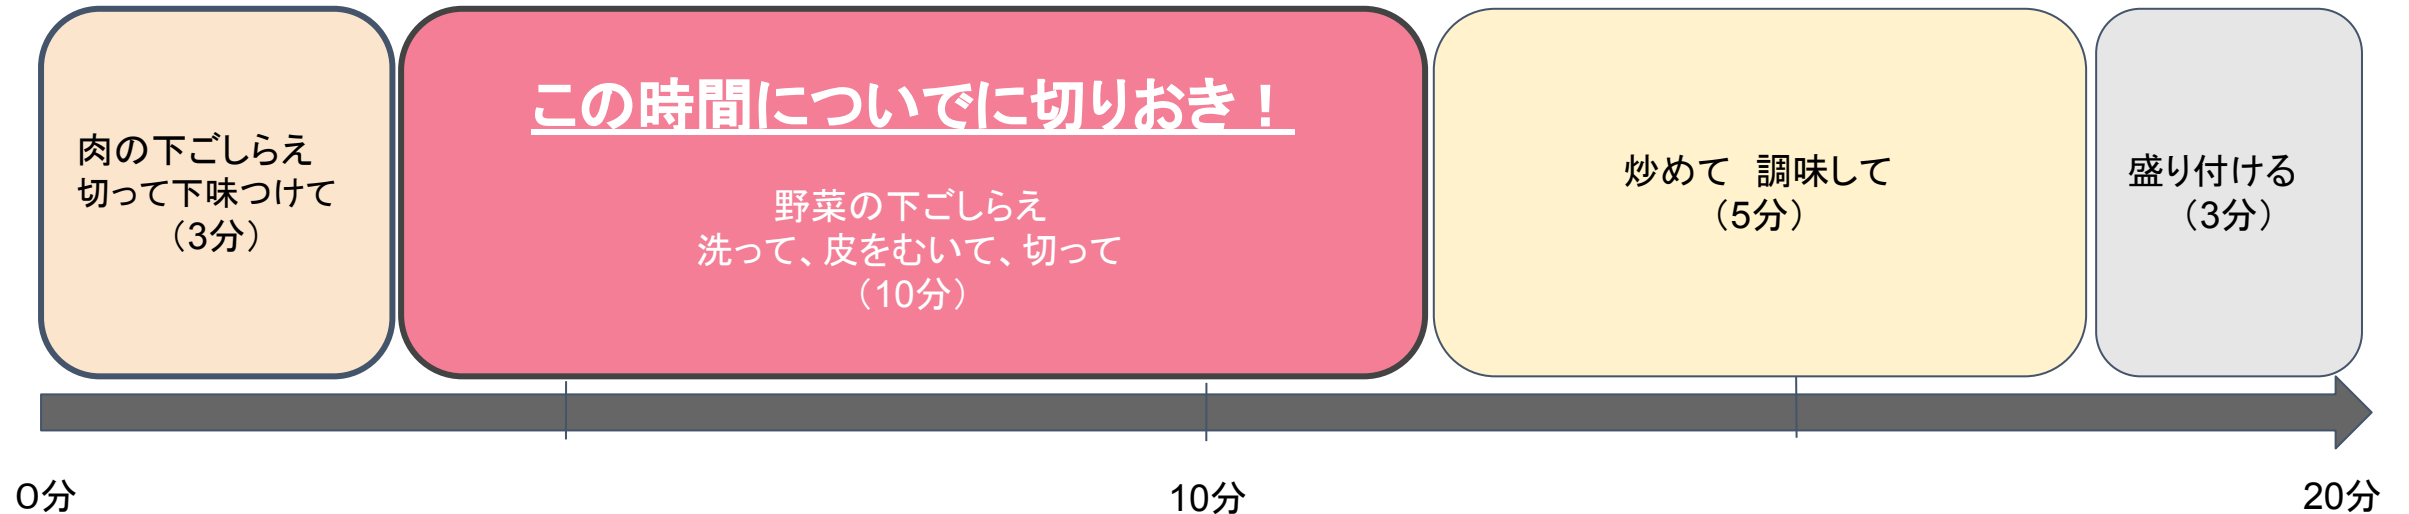 肉の下ごしらえ
切って下味つけて
（3分）
この時間についでに切りおき！
野菜の下ごしらえ
洗って、皮をむいて、切って
（10分）
炒めて　調味して
（5分）
盛り付ける
（3分）
0分
10分
20分